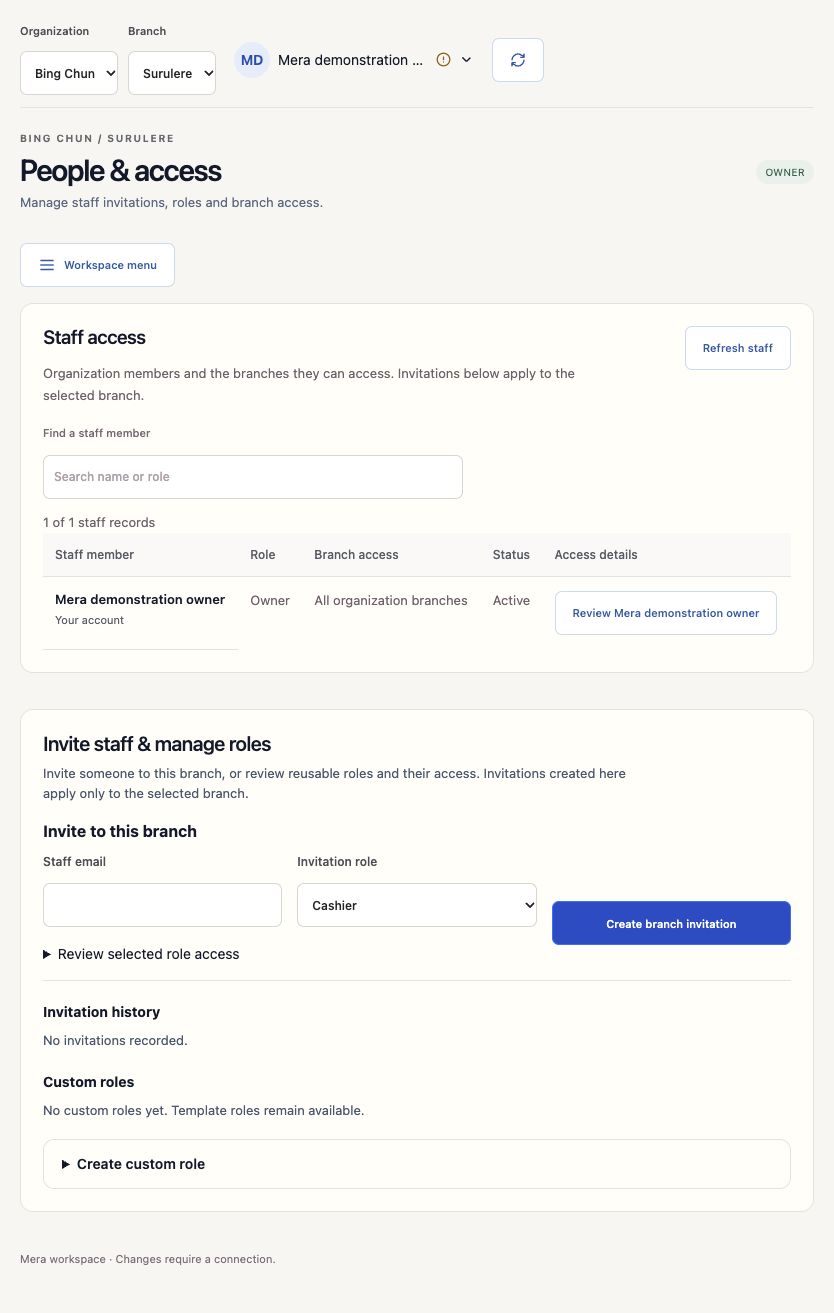 Organization Branch
Bing Chun Surulere MD Mera demonstration ...
BING CHUN / SURULERE
People & access
OWNER
Manage staff invitations, roles and branch access.
Workspace menu
Staff access
Refresh staff
Organization members and the branches they can access. Invitations below apply to the
selected branch.
Find a staff member
Search name or role
1 of 1 staff records
Staff member Role Branch access Status Access details
Mera demonstration owner Owner All organization branches Active Review Mera demonstration owner
Your account
Invite staff & manage roles
Invite someone to this branch, or review reusable roles and their access. Invitations created here
apply only to the selected branch.
Invite to this branch
Staff email Invitation role
Cashier
Create branch invitation
Review selected role access
Invitation history
No invitations recorded.
Custom roles
No custom roles yet. Template roles remain available.
Create custom role
Mera workspace · Changes require a connection.